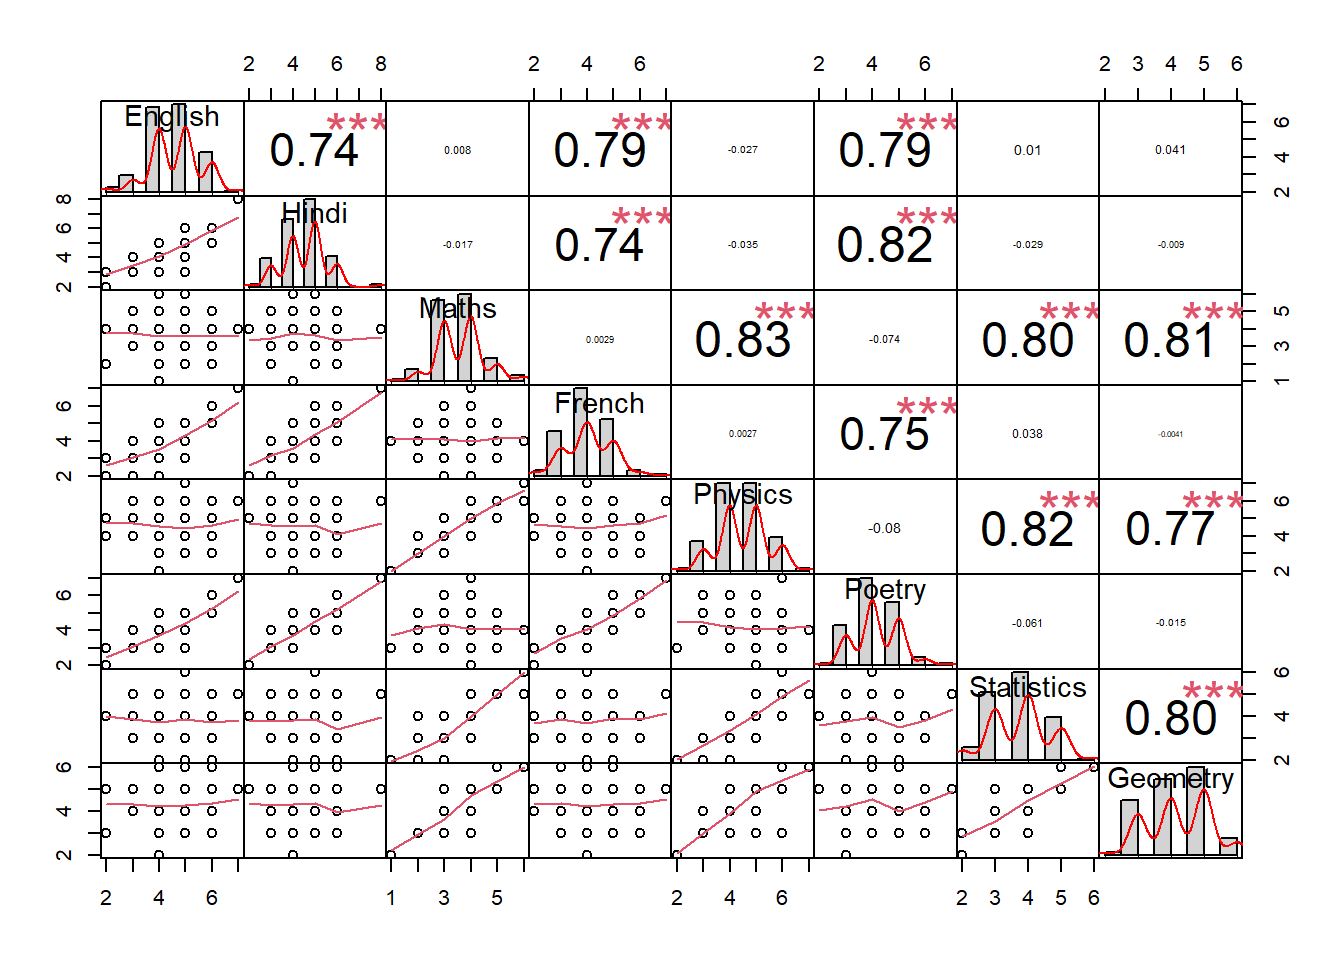 2 4 6 8 2 4 6 2 4 6 2 3 4 5 6
English 0.74 *** 0.008 0.79 *** -0.027 0.79 *** 0.01 0.041 2 4 6
2 4 6 8 Hindi -0.017 0.74 *** -0.035 0.82 *** -0.029 -0.009
Maths 0.0029 0.83 *** -0.074 0.80 *** 0.81 *** 1 3 5
2 4 6 French 0.0027 0.75 *** 0.038 -0.0041
Physics -0.08 0.82 *** 0.77 *** 2 4 6
2 4 6 Poetry -0.061 -0.015
Statistics 0.80 *** 2 3 4 5 6
2 4 6 Geometry
2 4 6 1 3 5 2 4 6 2 3 4 5 6